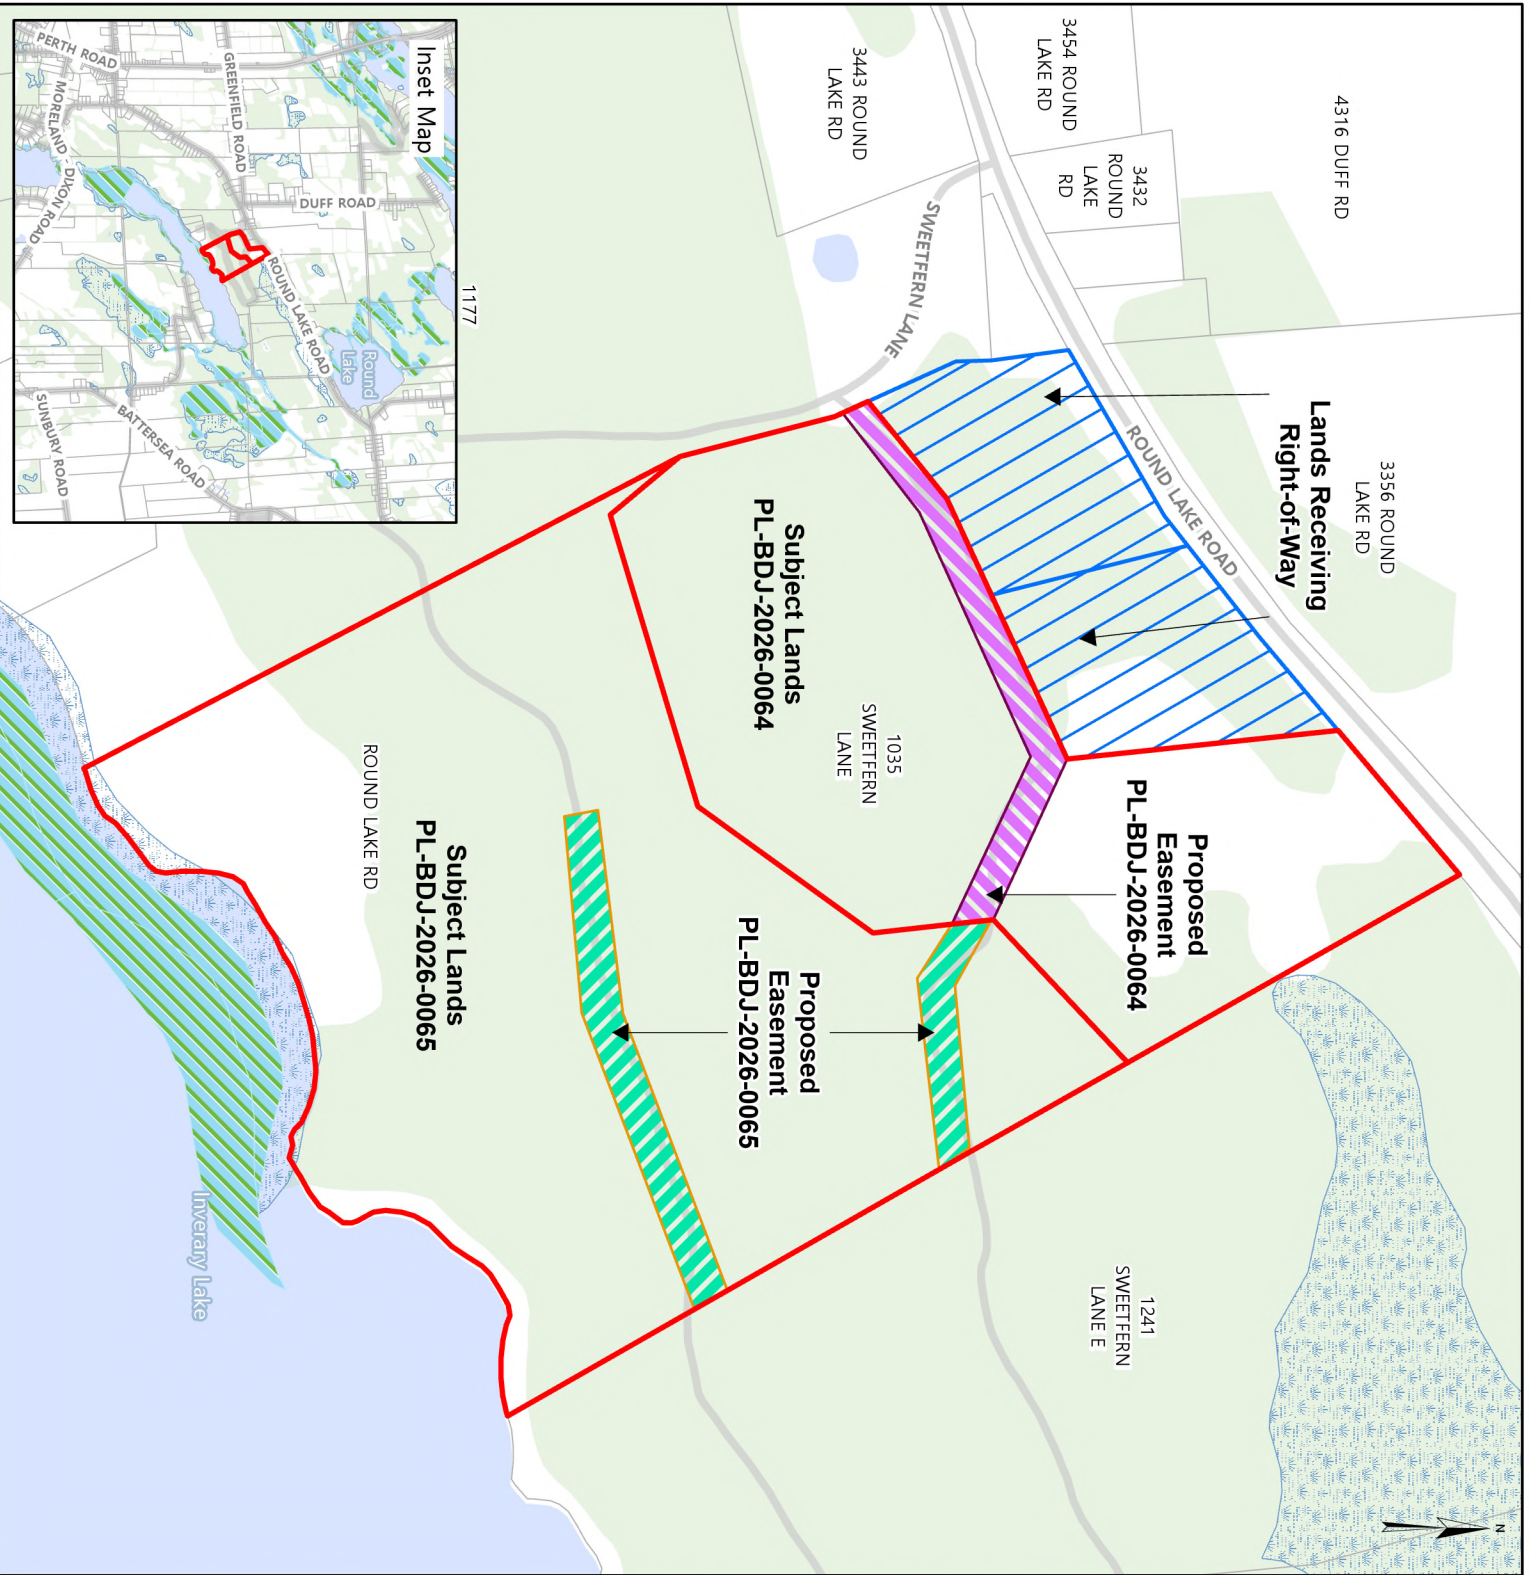 4316 DUFF RD
3454 ROUND
LAKE RD
3432
ROUND
LAKE
RD
3443 ROUND
LAKE RD
SWEETFERN LANE
3356 ROUND
LAKE RD
Lands Receiving
Right-of-Way
ROUND LAKE ROAD
Proposed
Easement
PL-BDJ-2026-0064
1035
SWEETFERN
LANE
Subject Lands
PL-BDJ-2026-0064
Proposed
Easement
PL-BDJ-2026-0065
1241
SWEETFERN
LANE E
Subject Lands
PL-BDJ-2026-0065
ROUND LAKE RD
Inverary Lake
N
1177
Inset Map
PERTH ROAD
GREENFIELD ROAD
MORELAND - DIXON ROAD
DUFF ROAD
ROUND LAKE ROAD
Round
Lake
BATTERSEA ROAD
SUNBURY ROAD